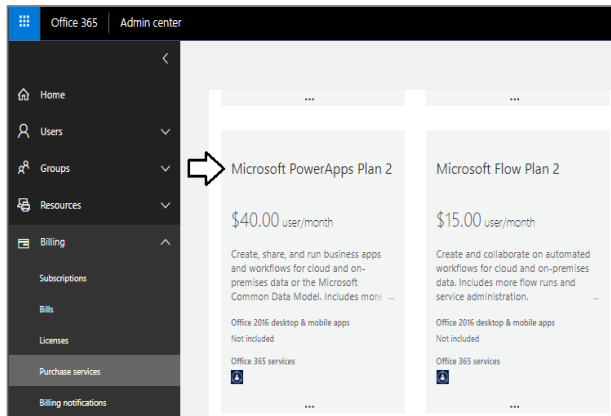 Office 365 Admin center
Home
Users
Groups
Resources
Billing
Subscriptions
Bills
Licenses
Purchase services
Billing notifications
...
...
Microsoft PowerApps Plan 2
$40.00 user/month
Create, share, and run business apps
and workflows for cloud and on-
premises data or the Microsoft
Common Data Model. Includes more ...
Office 2016 desktop & mobile apps
Not included
Office 365 services
...
Microsoft Flow Plan 2
$15.00 user/month
Create and collaborate on automated
workflows for cloud and on-premises
data. Includes more flow runs and
service administration. ...
Office 2016 desktop & mobile apps
Not included
Office 365 services
...